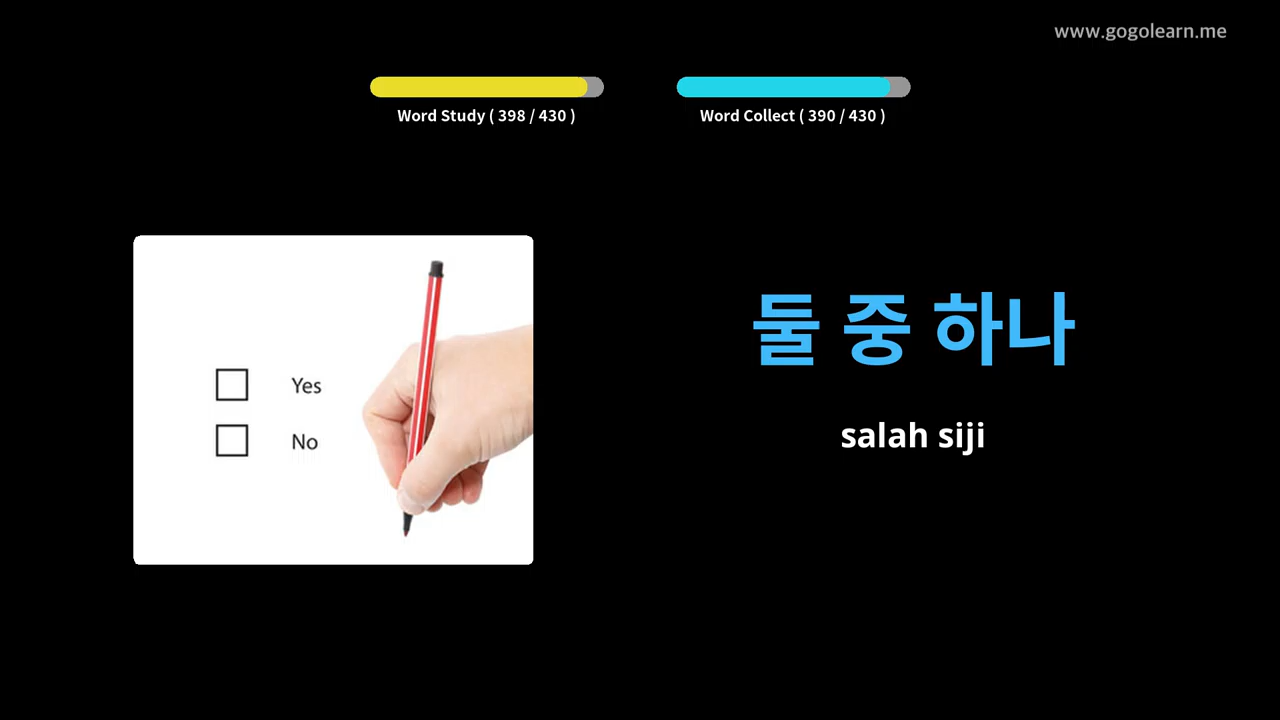 www.gogolearn.me
Word Study ( 398 / 430 )
Word Collect ( 390 / 430 )
Yes
No
둘 중 하나
salah siji